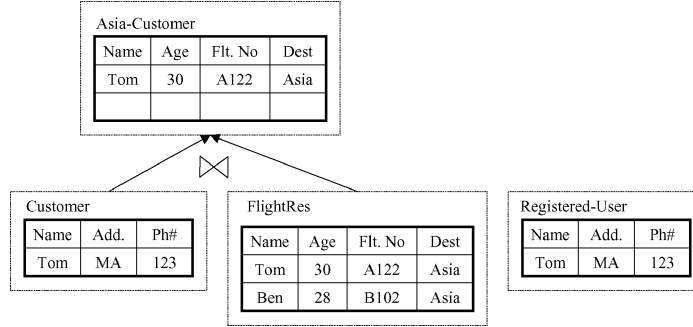 Asia-Customer
Name Age Flt. No Dest
Tom 30 A122 Asia
Customer
Name Add. Ph#
Tom MA 123
FlightRes
Name Age Flt. No Dest
Tom 30 A122 Asia
Ben 28 B102 Asia
Registered-User
Name Add. Ph#
Tom MA 123